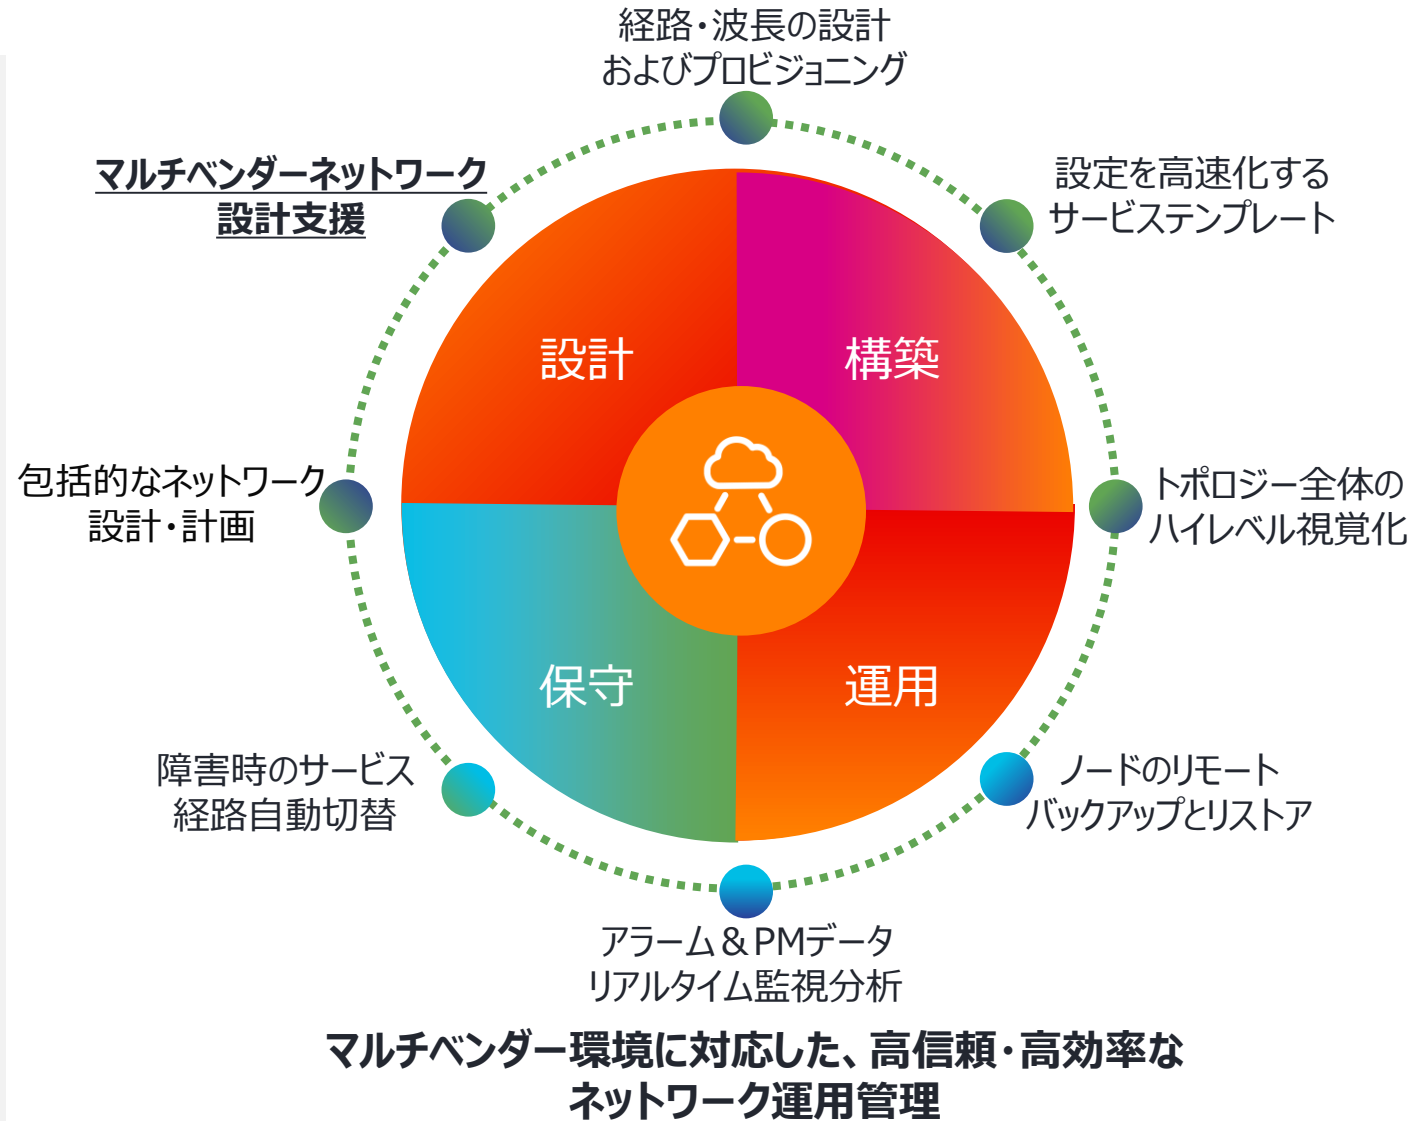 経路・波長の設計
およびプロビジョニング
マルチベンダーネットワーク
設計支援
設定を高速化する
サービステンプレート
設計
構築
包括的なネットワーク
設計・計画
トポロジー全体の
ハイレベル視覚化
保守
運用
障害時のサービス
経路自動切替
ノードのリモート
バックアップとリストア
アラーム＆PMデータ
リアルタイム監視分析
マルチベンダー環境に対応した、高信頼・高効率な
ネットワーク運用管理